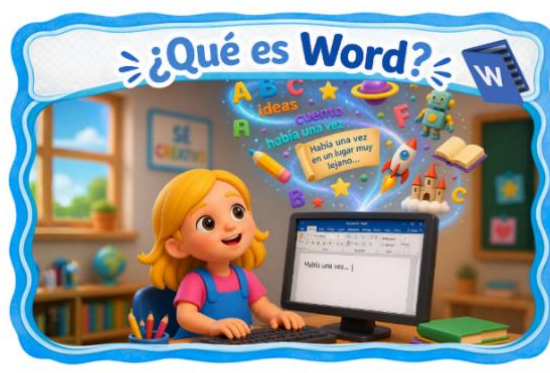 ¿Qué es Word?
W
A B C
ideas
cuento
había una vez
F
A
SÉ
CREATIVO
Había una vez
en un lugar muy
lejano...
B
C
Había una vez...